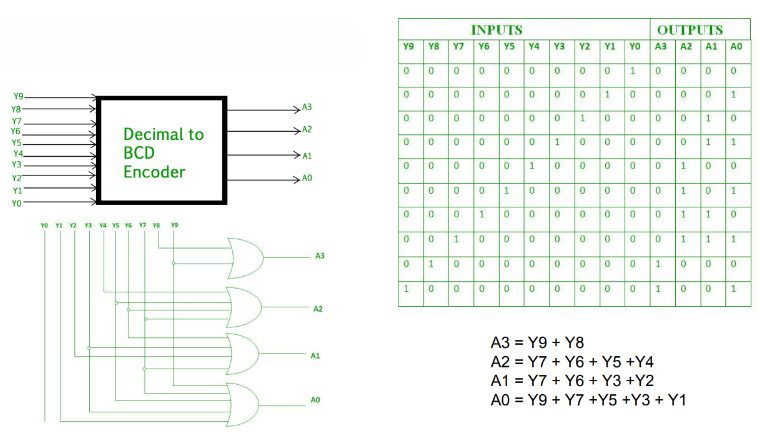 Y9
Y8
Y7
Y6
Y5
Y4
Y3
Y2
Y1
Y0
Decimal to
BCD
Encoder
A3
A2
A1
A0
Y0 Y1 Y2 Y3 Y4 Y5 Y6 Y7 Y8 Y9
A3
A2
A1
A0
INPUTS OUTPUTS
Y9 Y8 Y7 Y6 Y5 Y4 Y3 Y2 Y1 Y0 A3 A2 A1 A0
0 0 0 0 0 0 0 0 0 1 0 0 0 0
0 0 0 0 0 0 0 0 1 0 0 0 0 1
0 0 0 0 0 0 0 1 0 0 0 0 1 0
0 0 0 0 0 0 1 0 0 0 0 0 1 1
0 0 0 0 0 1 0 0 0 0 0 1 0 0
0 0 0 0 1 0 0 0 0 0 0 1 0 1
0 0 0 1 0 0 0 0 0 0 0 1 1 0
0 0 1 0 0 0 0 0 0 0 0 1 1 1
0 1 0 0 0 0 0 0 0 0 1 0 0 0
1 0 0 0 0 0 0 0 0 0 1 0 0 1
A3 = Y9 + Y8
A2 = Y7 + Y6 + Y5 +Y4
A1 = Y7 + Y6 + Y3 +Y2
A0 = Y9 + Y7 +Y5 +Y3 + Y1